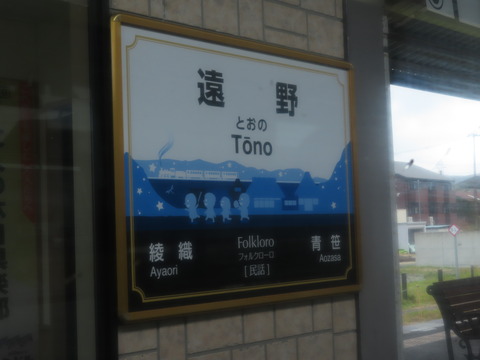 遠野
とおの
Tōno
綾織
Ayaori
Folkloro
フォルクローロ
[民話]
青笹
Aozasa